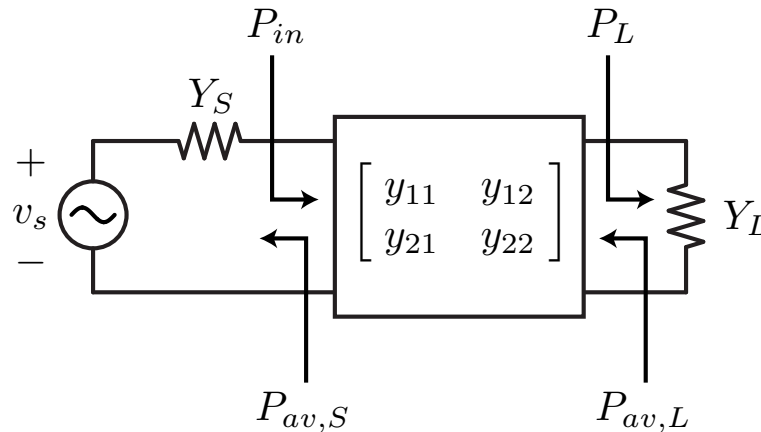 P_{in} P_L
Y_S
+
v_s
−
y_{11} y_{12}
y_{21} y_{22}
Y_L
P_{av,S} P_{av,L}